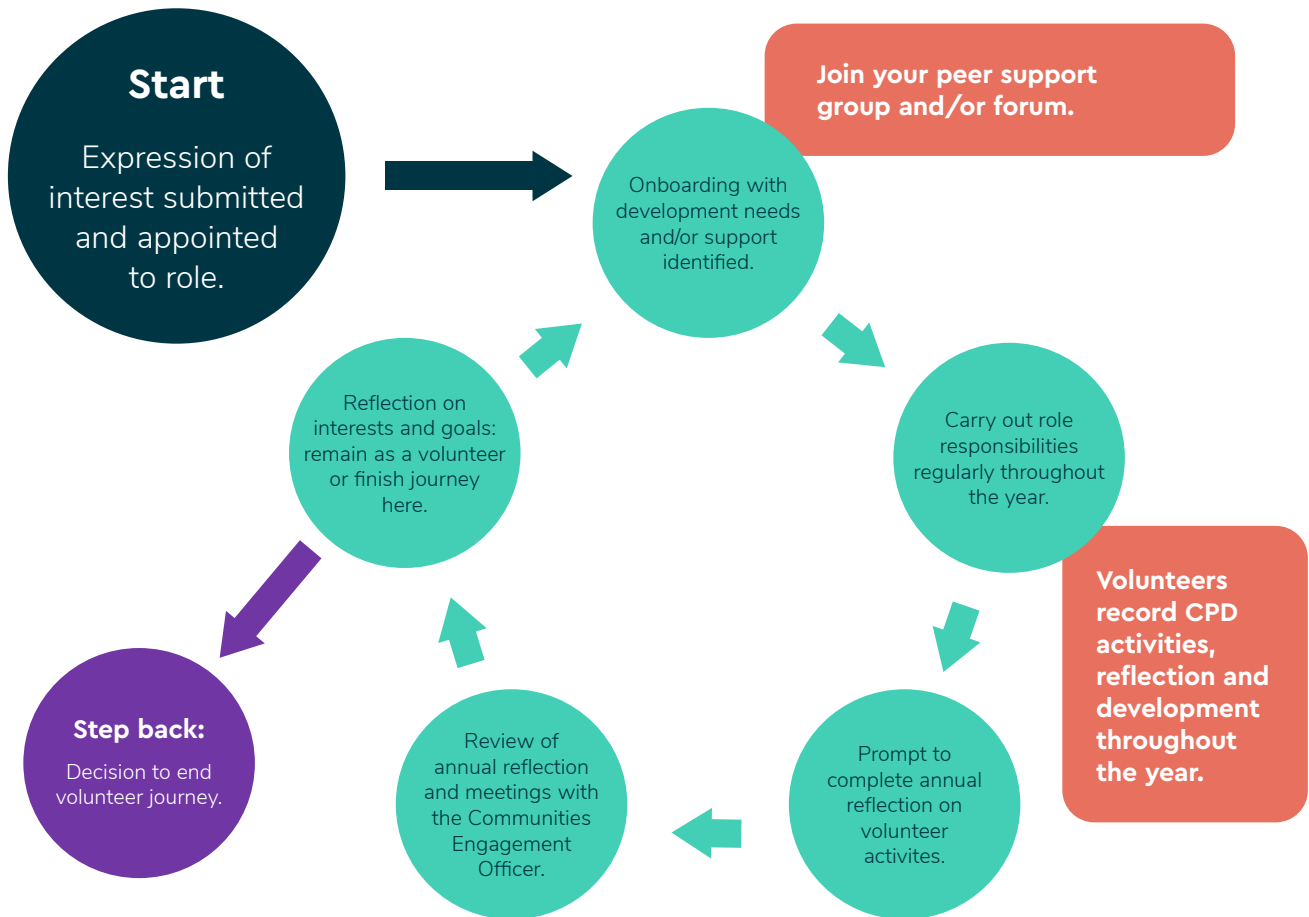 Start
Expression of
interest submitted
and appointed
to role.
Join your peer support
group and/or forum.
Onboarding with
development needs
and/or support
identified.
Carry out role
responsibilities
regularly throughout
the year.
Volunteers
record CPD
activities,
reflection and
development
throughout
the year.
Prompt to
complete annual
reflection on
volunteer
activites.
Review of
annual reflection
and meetings with
the Communities
Engagement
Officer.
Reflection on
interests and goals:
remain as a volunteer
or finish journey
here.
Step back:
Decision to end
volunteer journey.